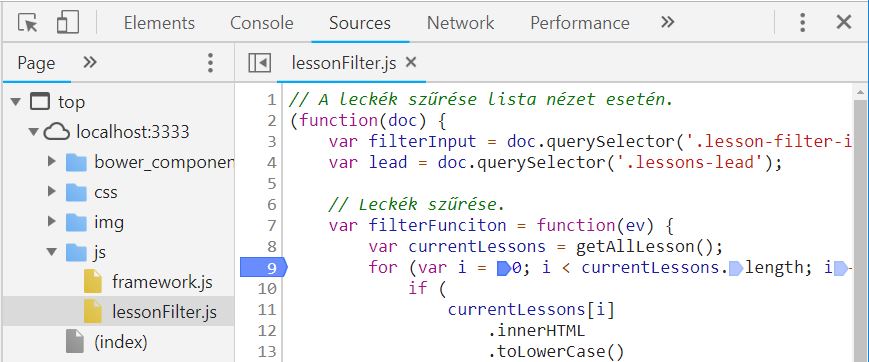 Elements Console Sources Network Performance »
Page » lessonFilter.js ×
top
localhost:3333
bower_componen
css
img
js
framework.js
lessonFilter.js
(index)
1 // A leckék szűrése lista nézet esetén.
2 (function(doc) {
3 var filterInput = doc.querySelector('.lesson-filter-i
4 var lead = doc.querySelector('.lessons-lead');
5
6 // Leckék szűrése.
7 var filterFunciton = function(ev) {
8 var currentLessons = getAllLesson();
9 for (var i = 0; i < currentLessons.length; i
10 if (
11 currentLessons[i]
12 .innerHTML
13 .toLowerCase()